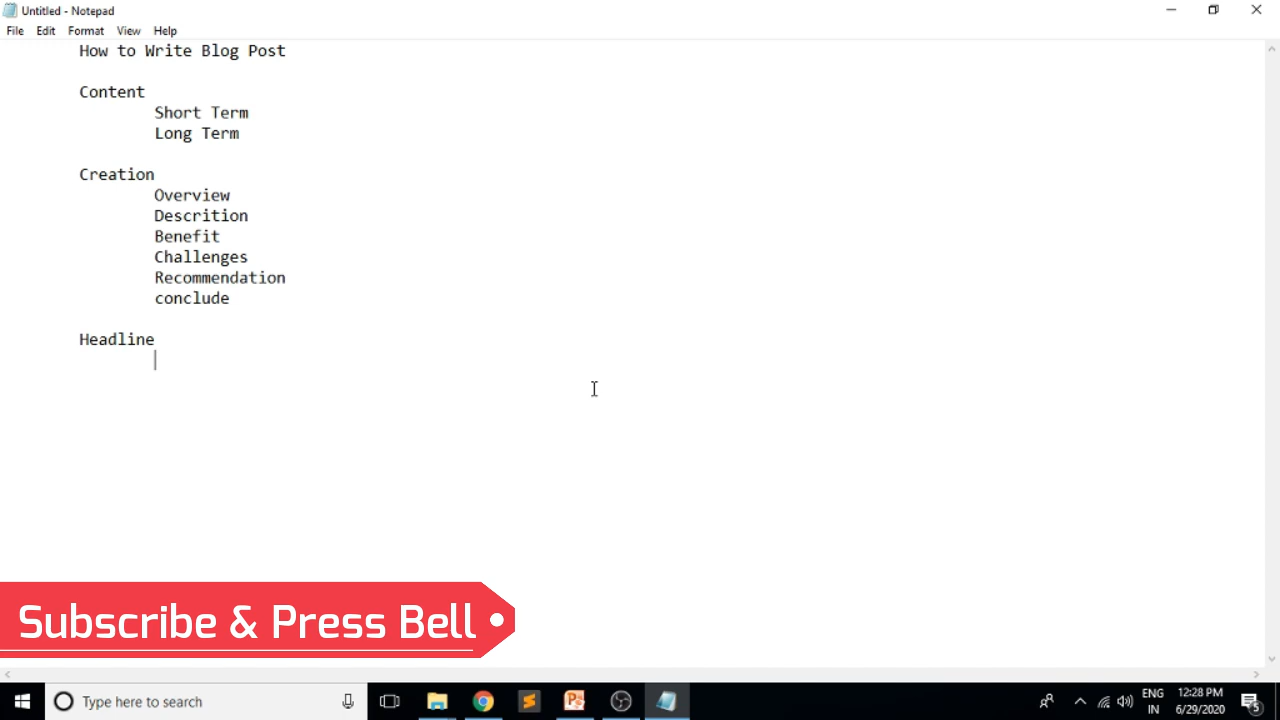 Untitled - Notepad
File Edit Format View Help
How to Write Blog Post
Content
Short Term
Long Term
Creation
Overview
Descrition
Benefit
Challenges
Recommendation
conclude
Headline
Subscribe & Press Bell
Type here to search
ENG
IN
12:28 PM
6/29/2020
5